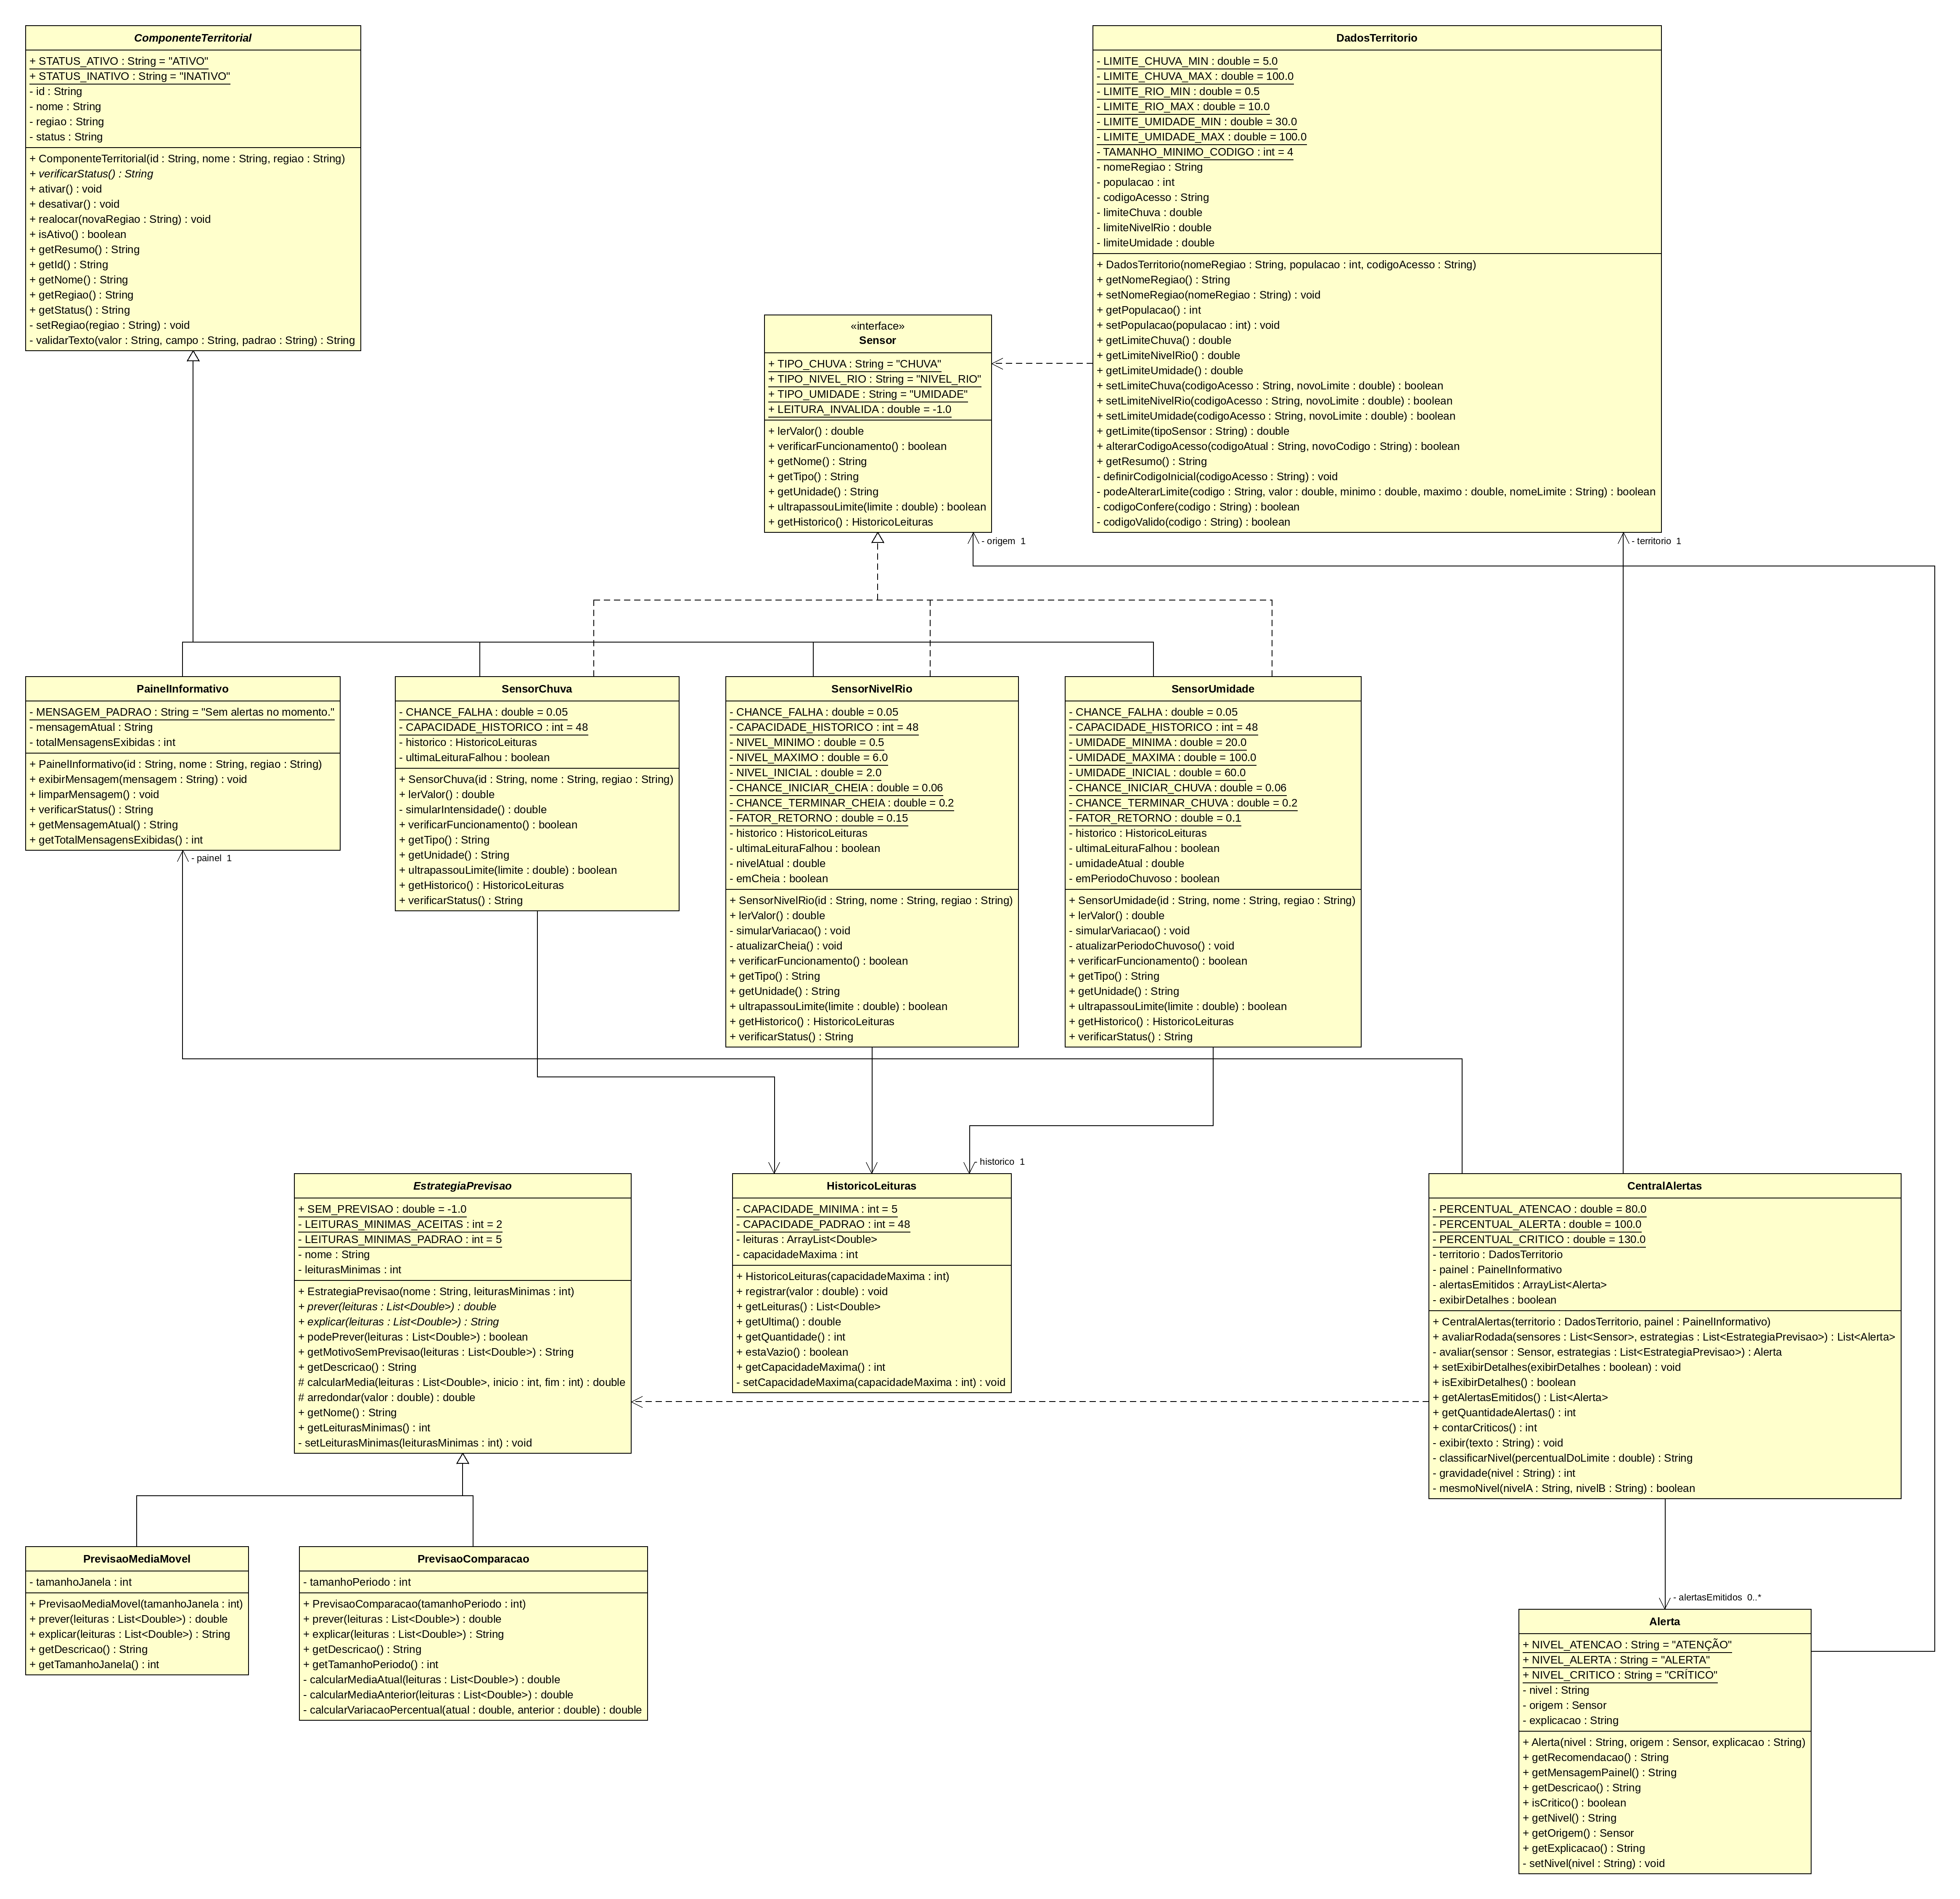 ComponenteTerritorial
+ STATUS_ATIVO : String = "ATIVO"
+ STATUS_INATIVO : String = "INATIVO"
- id : String
- nome : String
- regiao : String
- status : String
+ ComponenteTerritorial(id : String, nome : String, regiao : String)
+ verificarStatus() : String
+ ativar() : void
+ desativar() : void
+ realocar(novaRegiao : String) : void
+ isAtivo() : boolean
+ getResumo() : String
+ getId() : String
+ getNome() : String
+ getRegiao() : String
+ getStatus() : String
- setRegiao(regiao : String) : void
- validarTexto(valor : String, campo : String, padrao : String) : String
DadosTerritorio
- LIMITE_CHUVA_MIN : double = 5.0
- LIMITE_CHUVA_MAX : double = 100.0
- LIMITE_RIO_MIN : double = 0.5
- LIMITE_RIO_MAX : double = 10.0
- LIMITE_UMIDADE_MIN : double = 30.0
- LIMITE_UMIDADE_MAX : double = 100.0
- TAMANHO_MINIMO_CODIGO : int = 4
- nomeRegiao : String
- populacao : int
- codigoAcesso : String
- limiteChuva : double
- limiteNivelRio : double
- limiteUmidade : double
+ DadosTerritorio(nomeRegiao : String, populacao : int, codigoAcesso : String)
+ getNomeRegiao() : String
+ setNomeRegiao(nomeRegiao : String) : void
+ getPopulacao() : int
+ setPopulacao(populacao : int) : void
+ getLimiteChuva() : double
+ getLimiteNivelRio() : double
+ getLimiteUmidade() : double
+ setLimiteChuva(codigoAcesso : String, novoLimite : double) : boolean
+ setLimiteNivelRio(codigoAcesso : String, novoLimite : double) : boolean
+ setLimiteUmidade(codigoAcesso : String, novoLimite : double) : boolean
+ getLimite(tipoSensor : String) : double
+ alterarCodigoAcesso(codigoAtual : String, novoCodigo : String) : boolean
+ getResumo() : String
- definirCodigoInicial(codigoAcesso : String) : void
- podeAlterarLimite(codigo : String, valor : double, minimo : double, maximo : double, nomeLimite : String) : boolean
- codigoConfere(codigo : String) : boolean
- codigoValido(codigo : String) : boolean
«interface»
Sensor
+ TIPO_CHUVA : String = "CHUVA"
+ TIPO_NIVEL_RIO : String = "NIVEL_RIO"
+ TIPO_UMIDADE : String = "UMIDADE"
+ LEITURA_INVALIDA : double = -1.0
+ lerValor() : double
+ verificarFuncionamento() : boolean
+ getNome() : String
+ getTipo() : String
+ getUnidade() : String
+ ultrapassouLimite(limite : double) : boolean
+ getHistorico() : HistoricoLeituras
- origem 1
- territorio 1
PainelInformativo
- MENSAGEM_PADRAO : String = "Sem alertas no momento."
- mensagemAtual : String
- totalMensagensExibidas : int
+ PainelInformativo(id : String, nome : String, regiao : String)
+ exibirMensagem(mensagem : String) : void
+ limparMensagem() : void
+ verificarStatus() : String
+ getMensagemAtual() : String
+ getTotalMensagensExibidas() : int
- painel 1
SensorChuva
- CHANCE_FALHA : double = 0.05
- CAPACIDADE_HISTORICO : int = 48
- historico : HistoricoLeituras
- ultimaLeituraFalhou : boolean
+ SensorChuva(id : String, nome : String, regiao : String)
+ lerValor() : double
- simularIntensidade() : double
+ verificarFuncionamento() : boolean
+ getTipo() : String
+ getUnidade() : String
+ ultrapassouLimite(limite : double) : boolean
+ getHistorico() : HistoricoLeituras
+ verificarStatus() : String
SensorNivelRio
- CHANCE_FALHA : double = 0.05
- CAPACIDADE_HISTORICO : int = 48
- NIVEL_MINIMO : double = 0.5
- NIVEL_MAXIMO : double = 6.0
- NIVEL_INICIAL : double = 2.0
- CHANCE_INICIAR_CHEIA : double = 0.06
- CHANCE_TERMINAR_CHEIA : double = 0.2
- FATOR_RETORNO : double = 0.15
- historico : HistoricoLeituras
- ultimaLeituraFalhou : boolean
- nivelAtual : double
- emCheia : boolean
+ SensorNivelRio(id : String, nome : String, regiao : String)
+ lerValor() : double
- simularVariacao() : void
- atualizarCheia() : void
+ verificarFuncionamento() : boolean
+ getTipo() : String
+ getUnidade() : String
+ ultrapassouLimite(limite : double) : boolean
+ getHistorico() : HistoricoLeituras
+ verificarStatus() : String
SensorUmidade
- CHANCE_FALHA : double = 0.05
- CAPACIDADE_HISTORICO : int = 48
- UMIDADE_MINIMA : double = 20.0
- UMIDADE_MAXIMA : double = 100.0
- UMIDADE_INICIAL : double = 60.0
- CHANCE_INICIAR_CHUVA : double = 0.06
- CHANCE_TERMINAR_CHUVA : double = 0.2
- FATOR_RETORNO : double = 0.1
- historico : HistoricoLeituras
- ultimaLeituraFalhou : boolean
- umidadeAtual : double
- emPeriodoChuvoso : boolean
+ SensorUmidade(id : String, nome : String, regiao : String)
+ lerValor() : double
- simularVariacao() : void
- atualizarPeriodoChuvoso() : void
+ verificarFuncionamento() : boolean
+ getTipo() : String
+ getUnidade() : String
+ ultrapassouLimite(limite : double) : boolean
+ getHistorico() : HistoricoLeituras
+ verificarStatus() : String
EstrategiaPrevisao
+ SEM_PREVISAO : double = -1.0
- LEITURAS_MINIMAS_ACEITAS : int = 2
- LEITURAS_MINIMAS_PADRAO : int = 5
- nome : String
- leiturasMinimas : int
+ EstrategiaPrevisao(nome : String, leiturasMinimas : int)
+ prever(leituras : List<Double>) : double
+ explicar(leituras : List<Double>) : String
+ podePrever(leituras : List<Double>) : boolean
+ getMotivoSemPrevisao(leituras : List<Double>) : String
+ getDescricao() : String
# calcularMedia(leituras : List<Double>, inicio : int, fim : int) : double
# arredondar(valor : double) : double
+ getNome() : String
+ getLeiturasMinimas() : int
- setLeiturasMinimas(leiturasMinimas : int) : void
- historico 1
HistoricoLeituras
- CAPACIDADE_MINIMA : int = 5
- CAPACIDADE_PADRAO : int = 48
- leituras : ArrayList<Double>
- capacidadeMaxima : int
+ HistoricoLeituras(capacidadeMaxima : int)
+ registrar(valor : double) : void
+ getLeituras() : List<Double>
+ getUltima() : double
+ getQuantidade() : int
+ estaVazio() : boolean
+ getCapacidadeMaxima() : int
- setCapacidadeMaxima(capacidadeMaxima : int) : void
CentralAlertas
- PERCENTUAL_ATENCAO : double = 80.0
- PERCENTUAL_ALERTA : double = 100.0
- PERCENTUAL_CRITICO : double = 130.0
- territorio : DadosTerritorio
- painel : PainelInformativo
- alertasEmitidos : ArrayList<Alerta>
- exibirDetalhes : boolean
+ CentralAlertas(territorio : DadosTerritorio, painel : PainelInformativo)
+ avaliarRodada(sensores : List<Sensor>, estrategias : List<EstrategiaPrevisao>) : List<Alerta>
- avaliar(sensor : Sensor, estrategias : List<EstrategiaPrevisao>) : Alerta
+ setExibirDetalhes(exibirDetalhes : boolean) : void
+ isExibirDetalhes() : boolean
+ getAlertasEmitidos() : List<Alerta>
+ getQuantidadeAlertas() : int
+ contarCriticos() : int
- exibir(texto : String) : void
- classificarNivel(percentualDoLimite : double) : String
- gravidade(nivel : String) : int
- mesmoNivel(nivelA : String, nivelB : String) : boolean
PrevisaoMediaMovel
- tamanhoJanela : int
+ PrevisaoMediaMovel(tamanhoJanela : int)
+ prever(leituras : List<Double>) : double
+ explicar(leituras : List<Double>) : String
+ getDescricao() : String
+ getTamanhoJanela() : int
PrevisaoComparacao
- tamanhoPeriodo : int
+ PrevisaoComparacao(tamanhoPeriodo : int)
+ prever(leituras : List<Double>) : double
+ explicar(leituras : List<Double>) : String
+ getDescricao() : String
+ getTamanhoPeriodo() : int
- calcularMediaAtual(leituras : List<Double>) : double
- calcularMediaAnterior(leituras : List<Double>) : double
- calcularVariacaoPercentual(atual : double, anterior : double) : double
- alertasEmitidos 0..*
Alerta
+ NIVEL_ATENCAO : String = "ATENÇÃO"
+ NIVEL_ALERTA : String = "ALERTA"
+ NIVEL_CRITICO : String = "CRÍTICO"
- nivel : String
- origem : Sensor
- explicacao : String
+ Alerta(nivel : String, origem : Sensor, explicacao : String)
+ getRecomendacao() : String
+ getMensagemPainel() : String
+ getDescricao() : String
+ isCritico() : boolean
+ getNivel() : String
+ getOrigem() : Sensor
+ getExplicacao() : String
- setNivel(nivel : String) : void